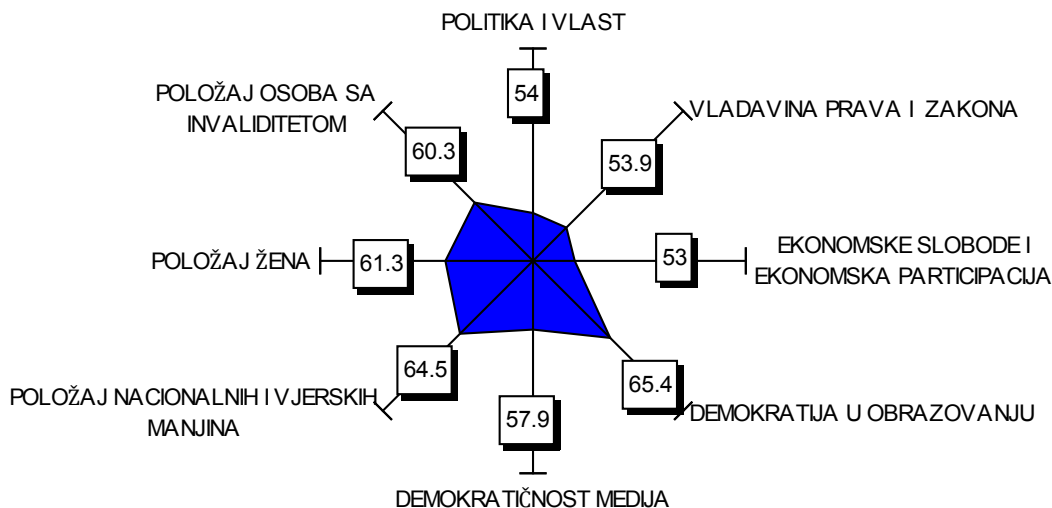 POLITIKA I VLAST
54
VLADAVINA PRAVA I ZAKONA
53.9
EKONOMSKE SLOBODE I
EKONOMSKA PARTICIPACIJA
53
DEMOKRATIJA U OBRAZOVANJU
65.4
DEMOKRATIČNOST MEDIJA
57.9
POLOŽAJ NACIONALNIH I VJERSKIH
MANJINA
64.5
POLOŽAJ ŽENA
61.3
POLOŽAJ OSOBA SA
INVALIDITETOM
60.3